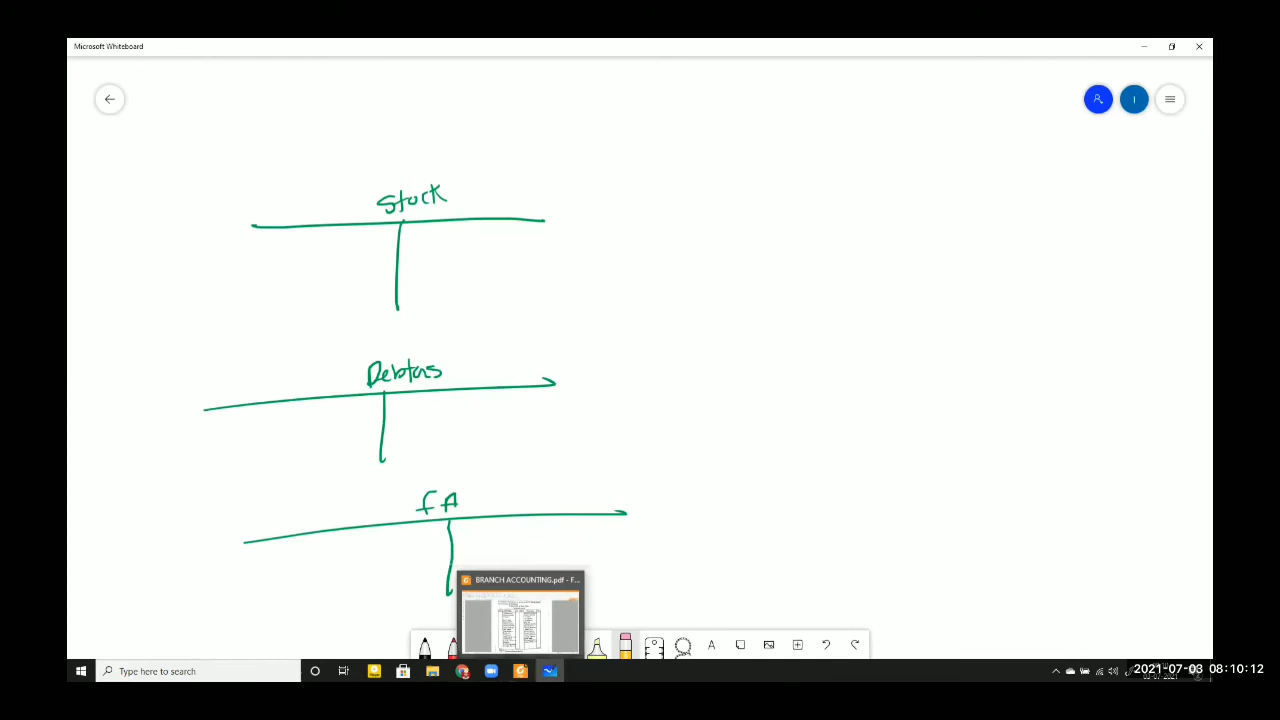 Microsoft Whiteboard
Stock
Debtors
FA
BRANCH ACCOUNTING.pdf - F...
A
Type here to search
2021-07-03 08:10:12